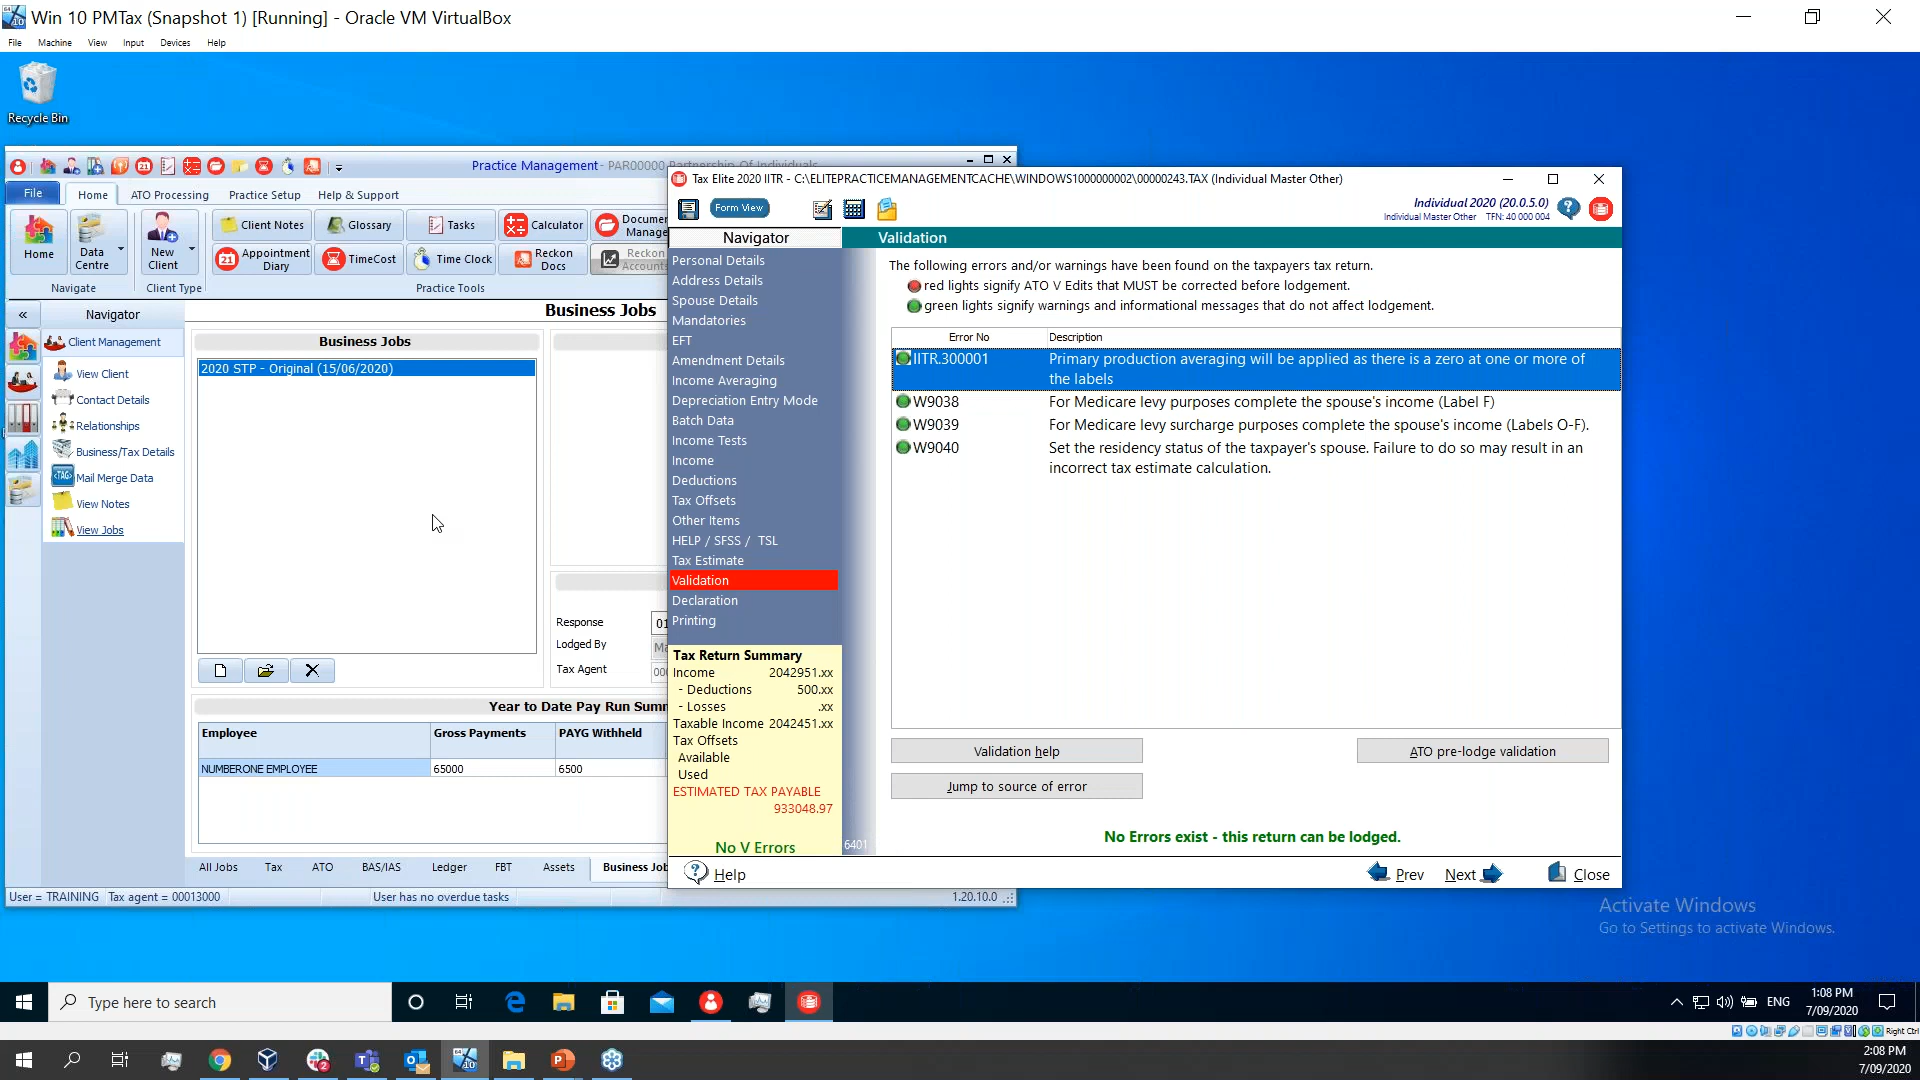 Win 10 PMTax (Snapshot 1) [Running] - Oracle VM VirtualBox
File Machine View Input Devices Help
Recycle Bin
Practice Management - PAR00000 Partnership Of Individuals
File Home ATO Processing Practice Setup Help & Support
Home
Data Centre
New Client
Client Notes Glossary Tasks Calculator
Appointment Diary TimeCost Time Clock Reckon Docs Reckon
Navigate Client Type Practice Tools
« Navigator
Client Management
View Client
Contact Details
Relationships
Business/Tax Details
<TAG> Mail Merge Data
View Notes
View Jobs
Business Jobs
Business Jobs
2020 STP - Original (15/06/2020)
Response 01
Lodged By
Tax Agent
Year to Date Pay Run Summ
Employee Gross Payments PAYG Withheld
NUMBERONE EMPLOYEE 65000 6500
All Jobs Tax ATO BAS/IAS Ledger FBT Assets Business Job
User = TRAINING Tax agent = 00013000 User has no overdue tasks 1.20.10.0
Tax Elite 2020 IITR - C:\ELITEPRACTICEMANAGEMENTCACHE\WINDOWS1000000002\00000243.TAX (Individual Master Other)
Form View
Individual 2020 (20.0.5.0)
Individual Master Other TFN: 40 000 004
Navigator
Personal Details
Address Details
Spouse Details
Mandatories
EFT
Amendment Details
Income Averaging
Depreciation Entry Mode
Batch Data
Income Tests
Income
Deductions
Tax Offsets
Other Items
HELP / SFSS / TSL
Tax Estimate
Validation
Declaration
Printing
Tax Return Summary
Income 2042951.xx
- Deductions 500.xx
- Losses .xx
Taxable Income 2042451.xx
Tax Offsets
Available
Used
ESTIMATED TAX PAYABLE
933048.97
No V Errors
6401
Validation
The following errors and/or warnings have been found on the taxpayers tax return.
red lights signify ATO V Edits that MUST be corrected before lodgement.
green lights signify warnings and informational messages that do not affect lodgement.
Error No Description
IITR.300001 Primary production averaging will be applied as there is a zero at one or more of
the labels
W9038 For Medicare levy purposes complete the spouse's income (Label F)
W9039 For Medicare levy surcharge purposes complete the spouse's income (Labels O-F).
W9040 Set the residency status of the taxpayer's spouse. Failure to do so may result in an
incorrect tax estimate calculation.
Validation help ATO pre-lodge validation
Jump to source of error
No Errors exist - this return can be lodged.
Help Prev Next Close
Activate Windows
Go to Settings to activate Windows.
Type here to search
ENG
1:08 PM
7/09/2020
Right Ctrl
2:08 PM
7/09/2020